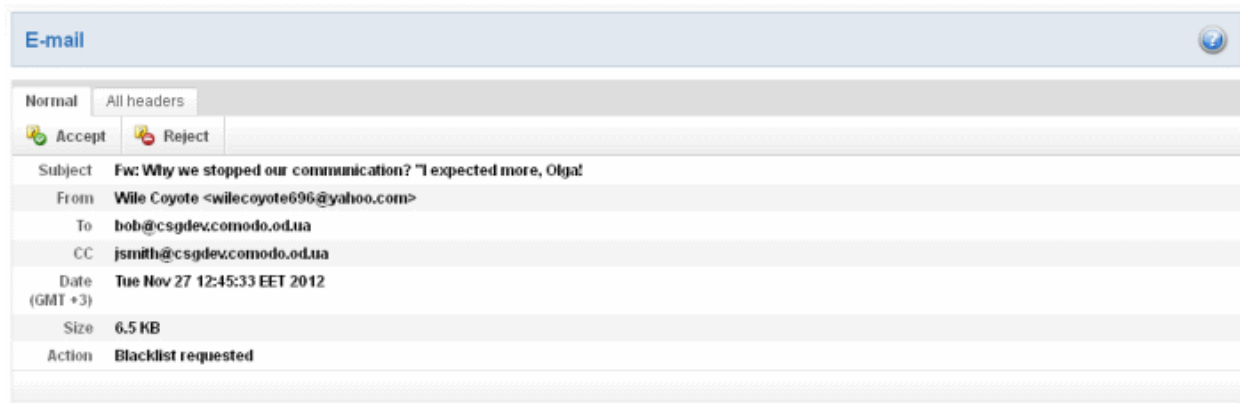 E-mail
Normal All headers
Accept Reject
Subject Fw: Why we stopped our communication? "I expected more, Olga!
From Wile Coyote <wilecoyote696@yahoo.com>
To bob@csgdev.comodo.od.ua
CC jsmith@csgdev.comodo.od.ua
Date Tue Nov 27 12:45:33 EET 2012
(GMT +3)
Size 6.5 KB
Action Blacklist requested